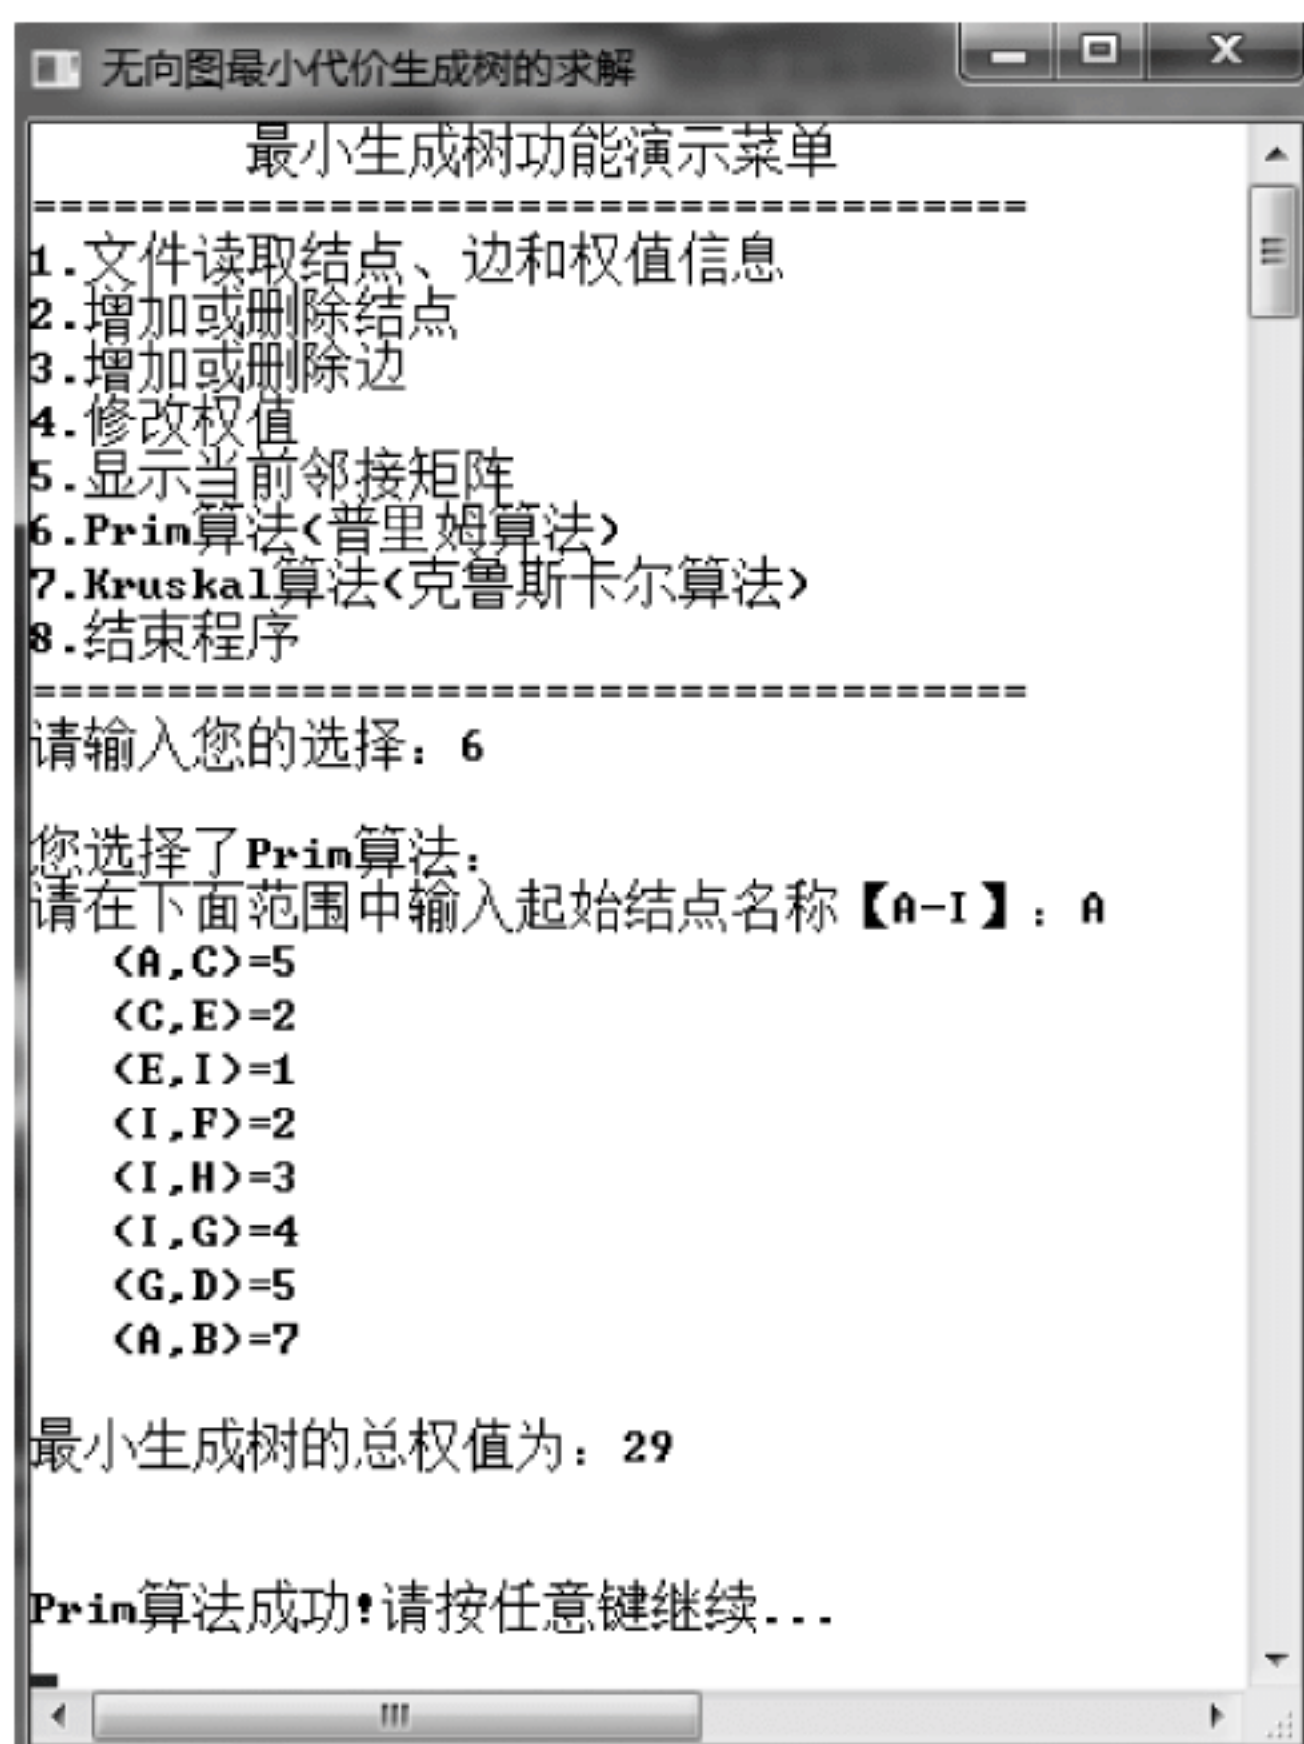 无向图最小代价生成树的求解
最小生成树功能演示菜单
=====================================
1.文件读取结点、边和权值信息
2.增加或删除结点
3.增加或删除边
4.修改权值
5.显示当前邻接矩阵
6.Prim算法(普里姆算法)
7.Kruskal算法(克鲁斯卡尔算法)
8.结束程序
=====================================
请输入您的选择：6
您选择了Prim算法：
请在下面范围中输入起始结点名称【A-I】：A
(A,C)=5
(C,E)=2
(E,I)=1
(I,F)=2
(I,H)=3
(I,G)=4
(G,D)=5
(A,B)=7
最小生成树的总权值为：29
Prim算法成功!请按任意键继续...